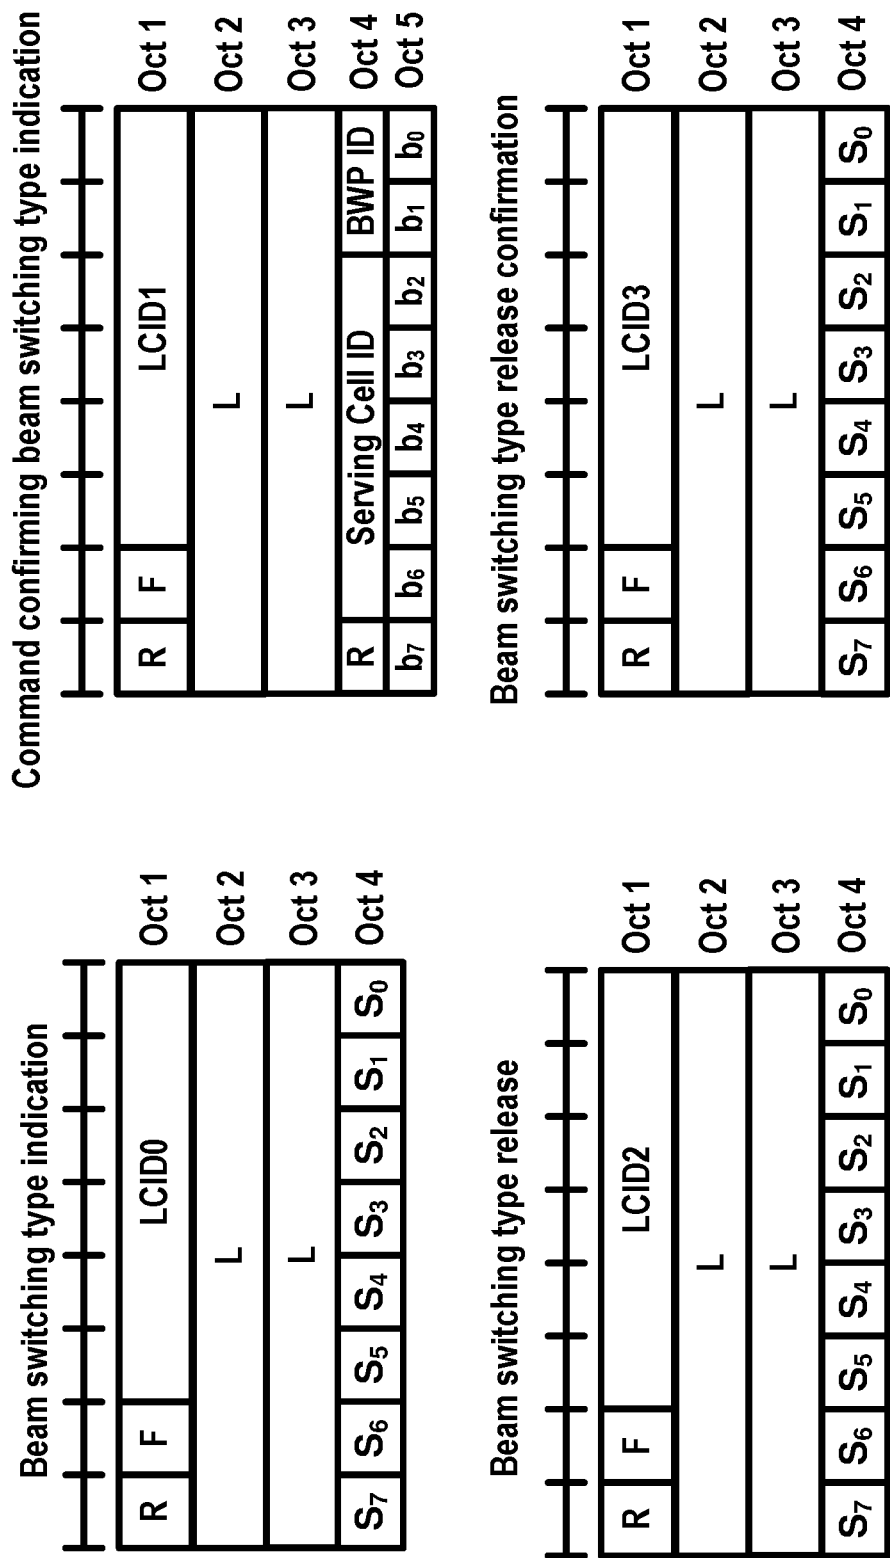 Beam switching type indication
R F LCID0 Oct 1
L Oct 2
L Oct 3
S7 S6 S5 S4 S3 S2 S1 S0 Oct 4
Command confirming beam switching type indication
R F LCID1 Oct 1
L Oct 2
L Oct 3
R Serving Cell ID BWP ID Oct 4
b7 b6 b5 b4 b3 b2 b1 b0 Oct 5
Beam switching type release
R F LCID2 Oct 1
L Oct 2
L Oct 3
S7 S6 S5 S4 S3 S2 S1 S0 Oct 4
Beam switching type release confirmation
R F LCID3 Oct 1
L Oct 2
L Oct 3
S7 S6 S5 S4 S3 S2 S1 S0 Oct 4